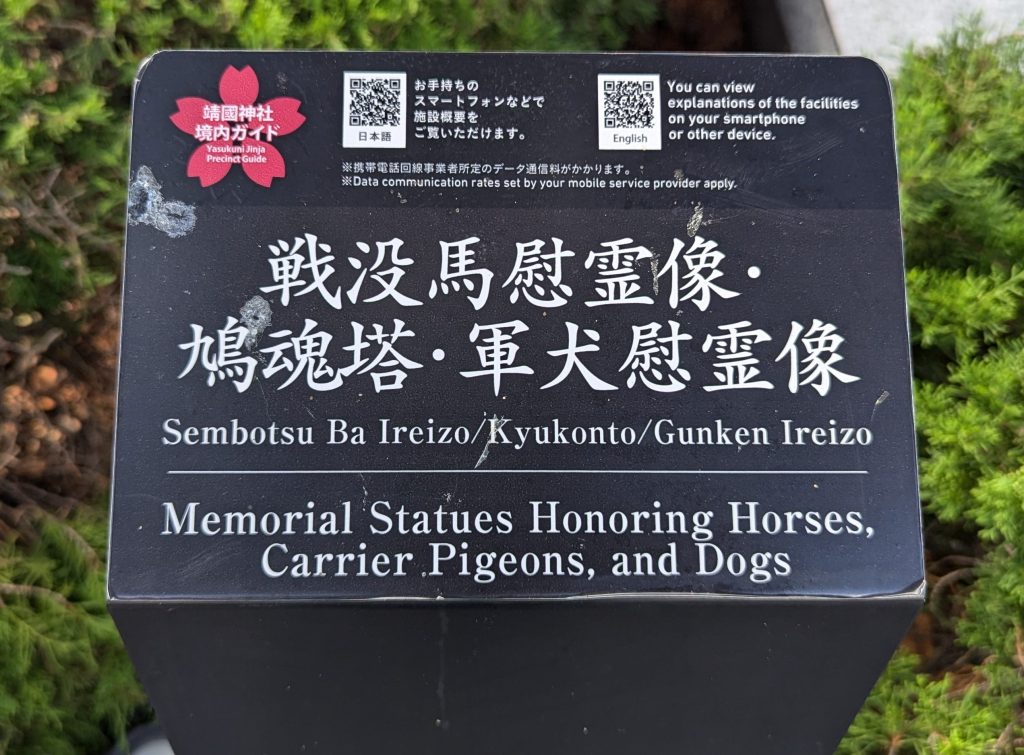 靖國神社
境内ガイド
Yasukuni Jinja
Precinct Guide
お手持ちの
スマートフォンなどで
施設概要を
ご覧いただけます。
日本語
You can view
explanations of the facilities
on your smartphone
or other device.
English
※携帯電話回線事業者所定のデータ通信料がかかります。
※Data communication rates set by your mobile service provider apply.
戦没馬慰霊像・
鳩魂塔・軍犬慰霊像
Sembotsu Ba Ireizo/Kyukonto/Gunken Ireizo
Memorial Statues Honoring Horses,
Carrier Pigeons, and Dogs